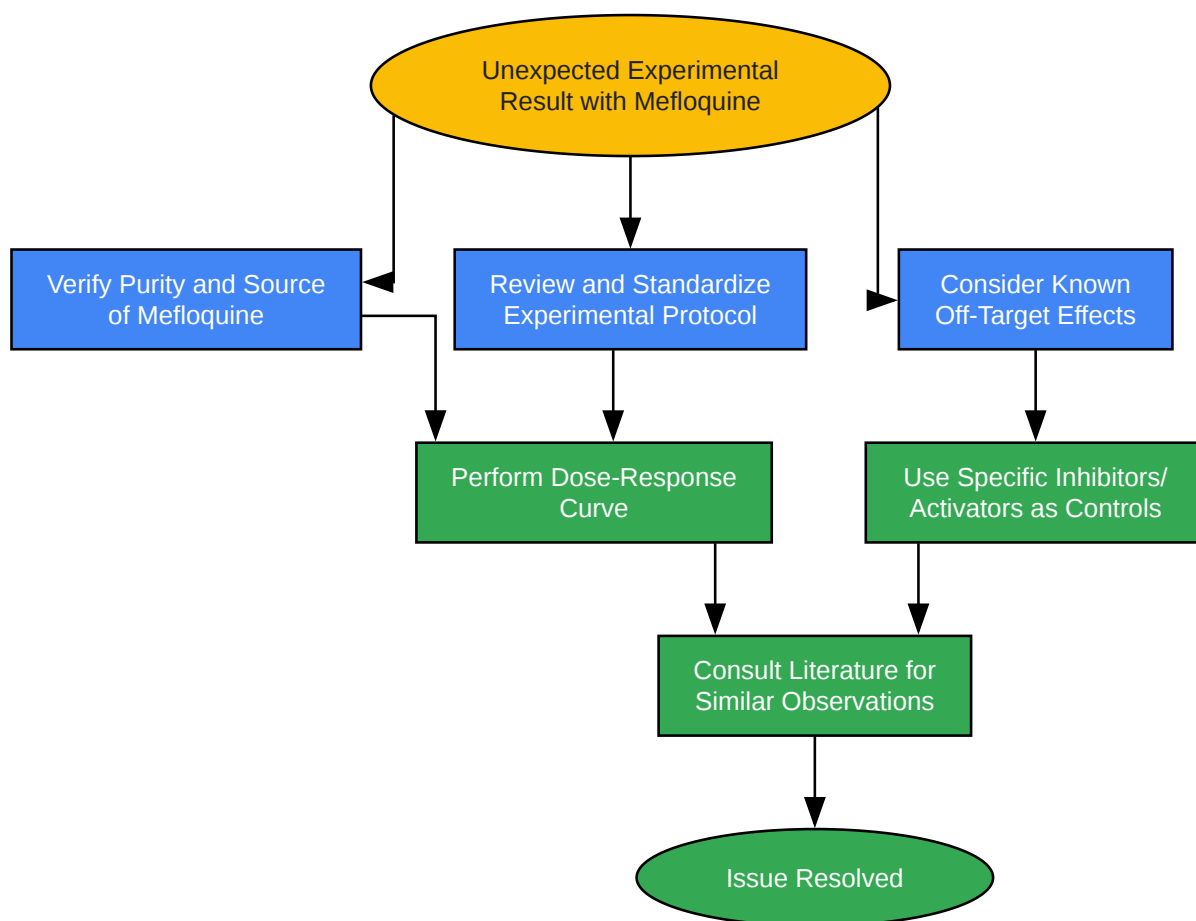 Unexpected Experimental
Result with Mefloquine
Verify Purity and Source
of Mefloquine
Review and Standardize
Experimental Protocol
Consider Known
Off-Target Effects
Perform Dose-Response
Curve
Use Specific Inhibitors/
Activators as Controls
Consult Literature for
Similar Observations
Issue Resolved